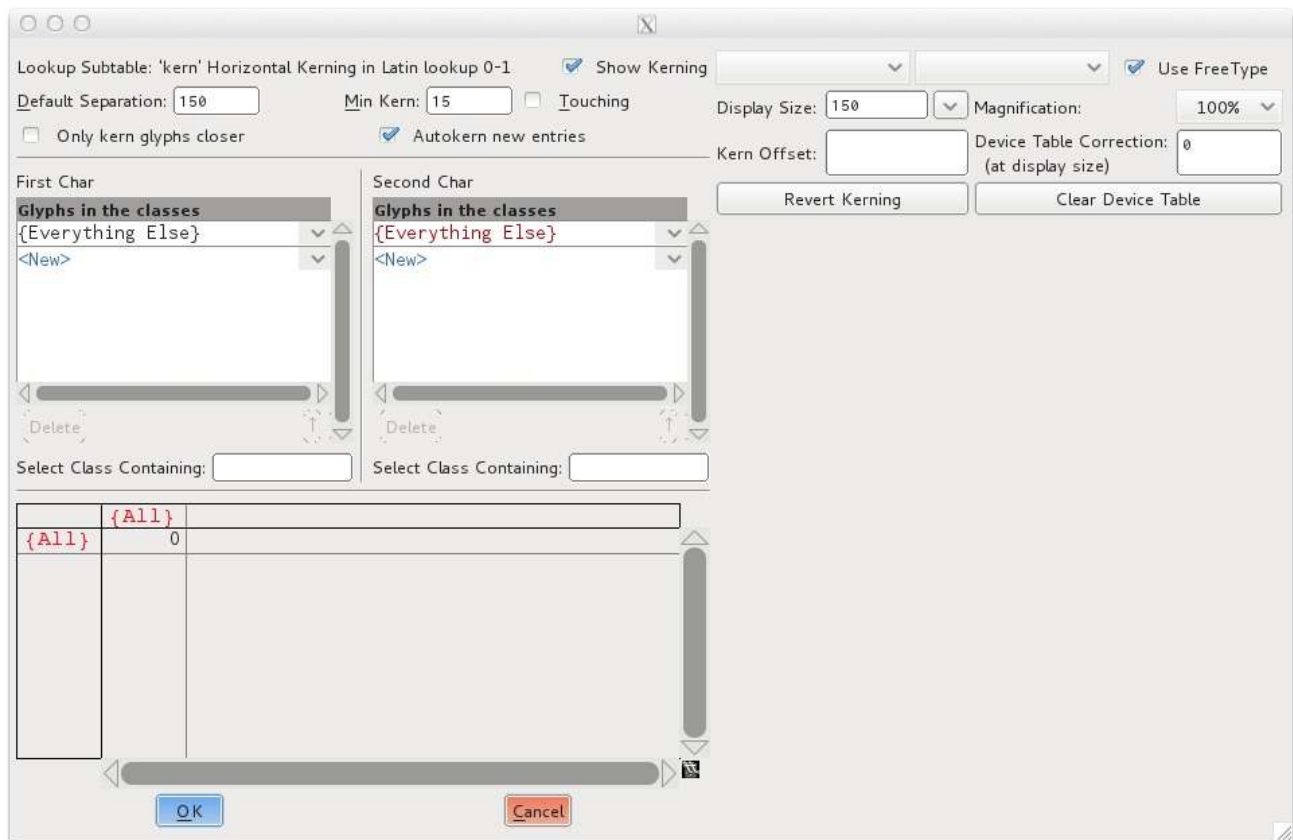 Lookup Subtable: 'kern' Horizontal Kerning in Latin lookup 0-1 Show Kerning Use FreeType
Default Separation: 150 Min Kern: 15 Touching Display Size: 150 Magnification: 100%
Only kern glyphs closer Autokern new entries
Kern Offset: Device Table Correction: 0
(at display size)
Revert Kerning Clear Device Table
First Char Second Char
Glyphs in the classes Glyphs in the classes
{Everything Else} {Everything Else}
<New> <New>
Delete ↑ Delete ↑
Select Class Containing: Select Class Containing:
{All}
{All} 0
OK Cancel